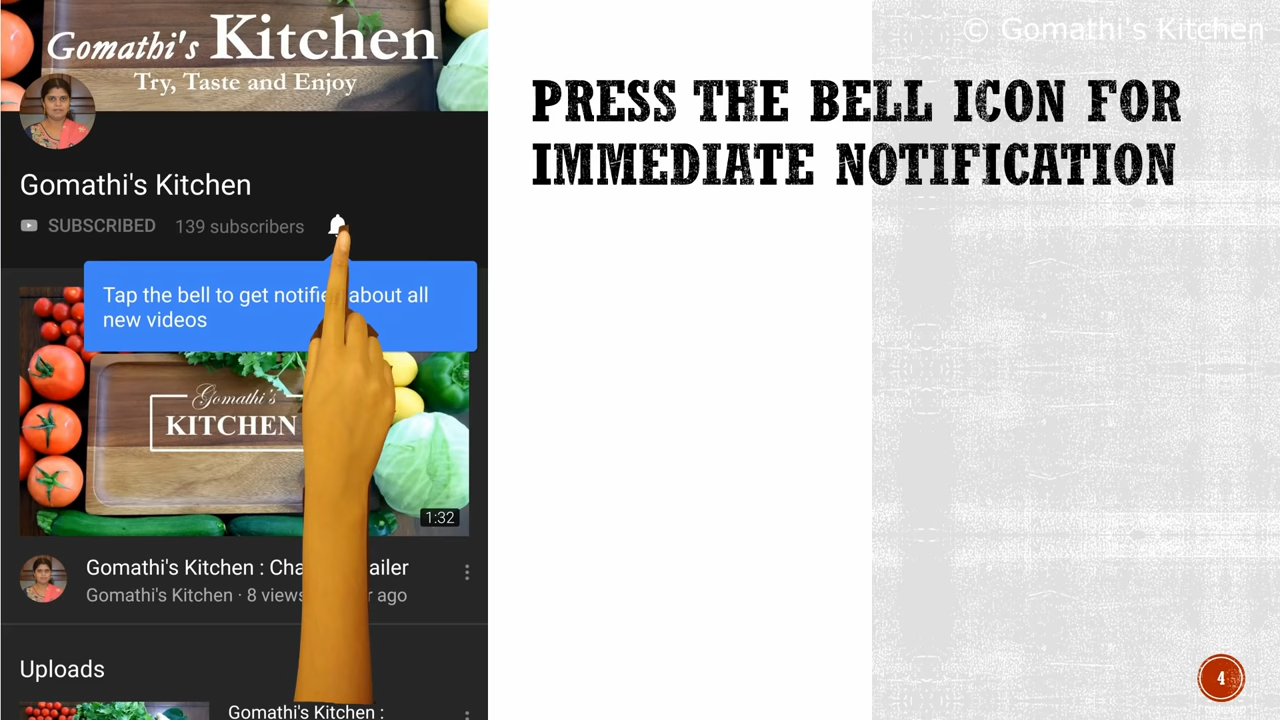 Gomathi's Kitchen
Try, Taste and Enjoy
Gomathi's Kitchen
SUBSCRIBED 139 subscribers
Tap the bell to get notifie about all
new videos
Gomathi's
KITCHEN
1:32
Gomathi's Kitchen : Cha ailer
Gomathi's Kitchen · 8 views ago
Uploads
Gomathi's Kitchen :
© Gomathi's Kitchen
PRESS THE BELL ICON FOR
IMMEDIATE NOTIFICATION
4